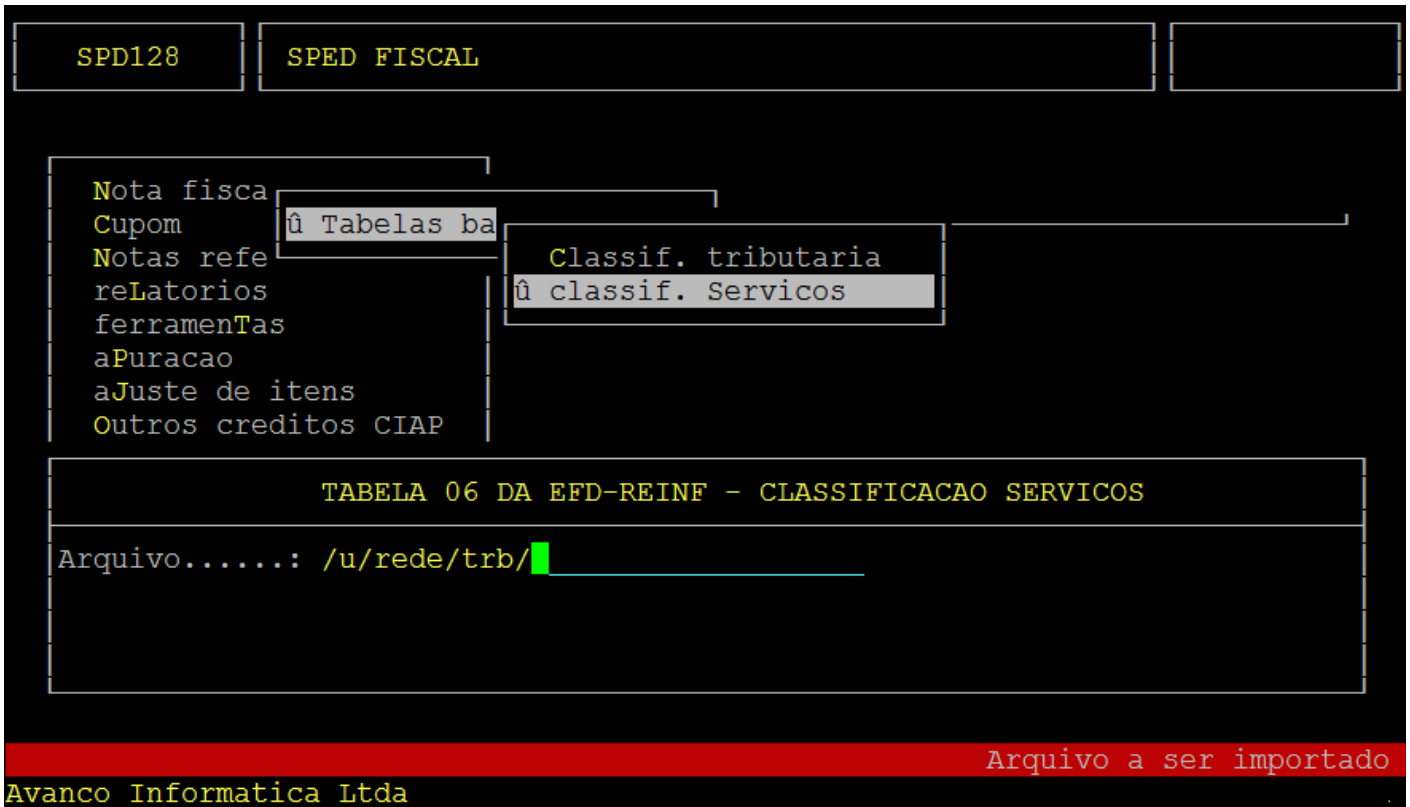 SPD128 SPED FISCAL
Nota fisca
Cupom û Tabelas ba
Notas refe Classif. tributaria
reLatorios û classif. Servicos
ferramenTas
aPuracao
aJuste de itens
Outros creditos CIAP
TABELA 06 DA EFD-REINF - CLASSIFICACAO SERVICOS
Arquivo......: /u/rede/trb/
Arquivo a ser importado
Avanco Informatica Ltda .